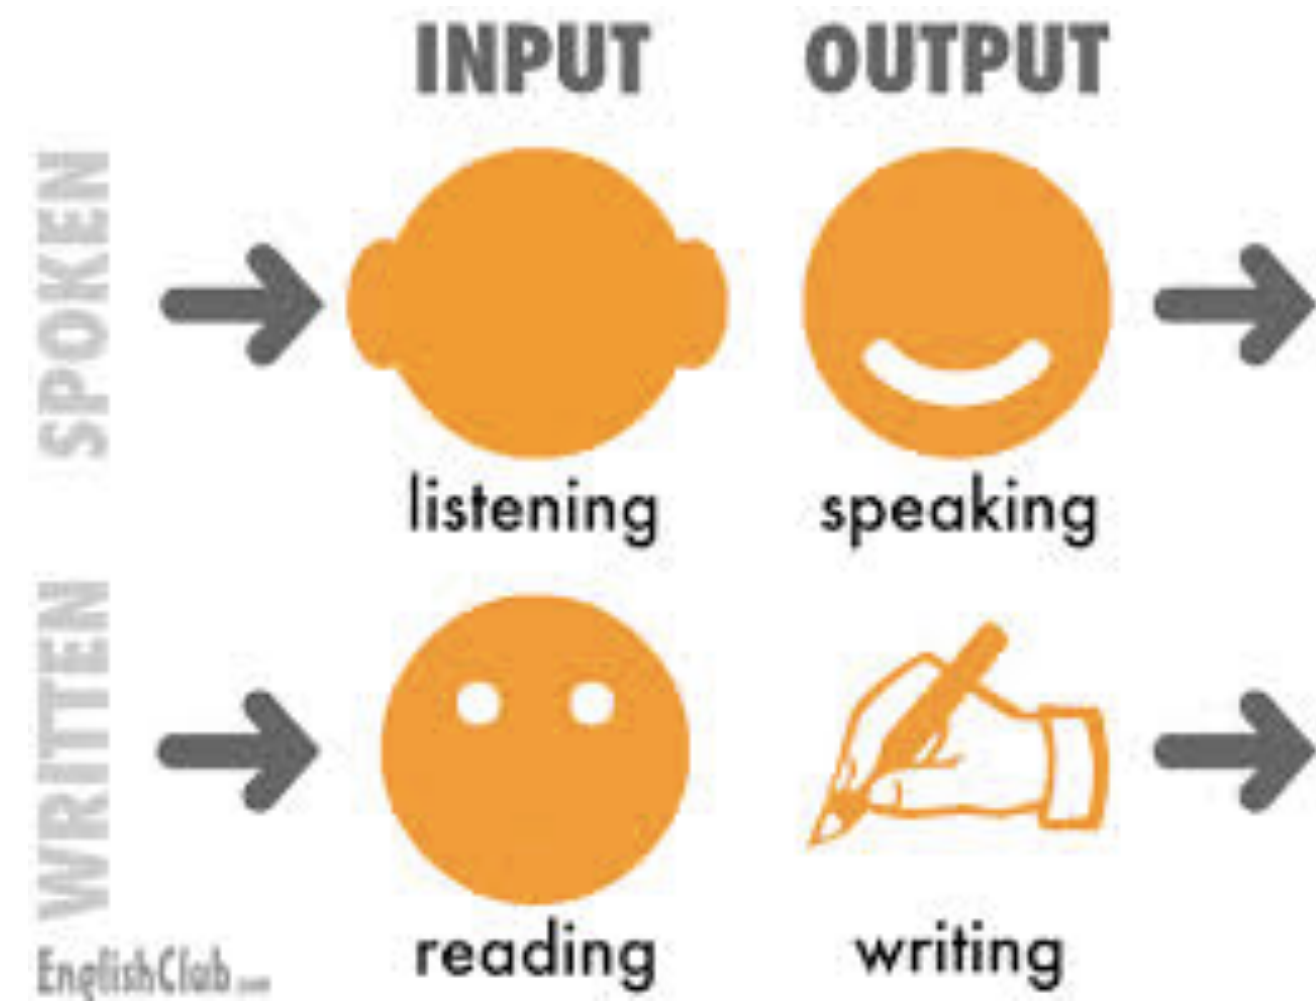 INPUT OUTPUT
SPOKEN
listening speaking
WRITTEN
reading writing
EnglishClub